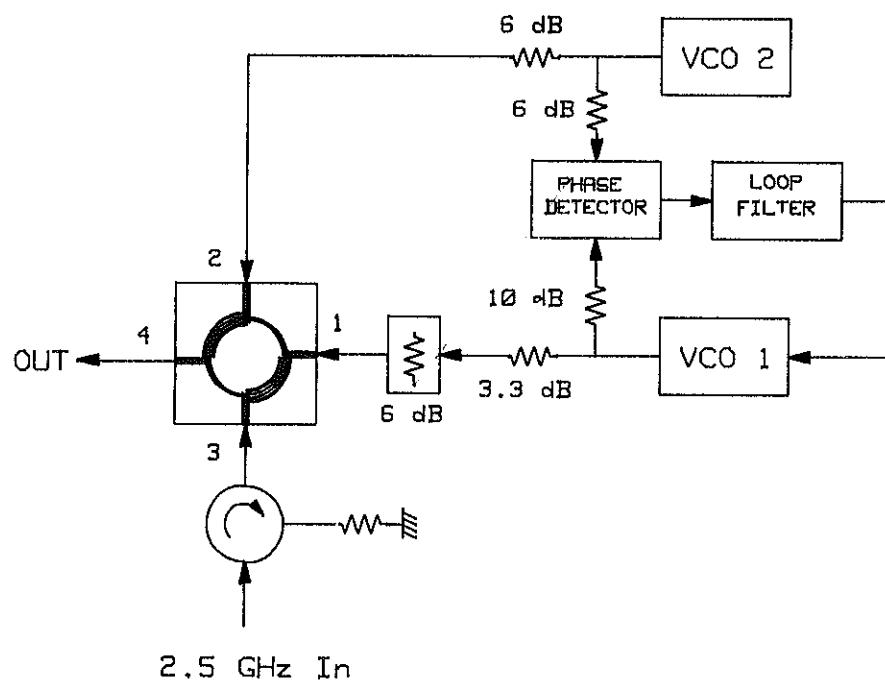 6 dB
VCO 2
6 dB
PHASE
DETECTOR
LOOP
FILTER
2
10 dB
1
4
OUT
VCO 1
3.3 dB
6 dB
3
2.5 GHz In